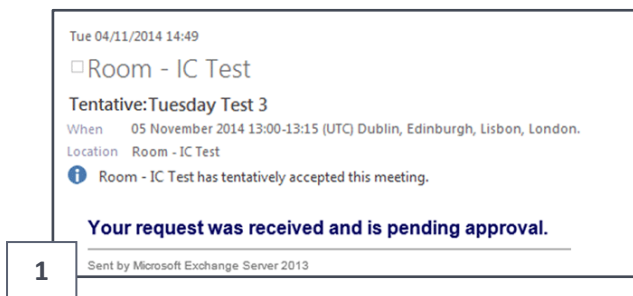 Tue 04/11/2014 14:49
Room - IC Test
Tentative:Tuesday Test 3
When 05 November 2014 13:00-13:15 (UTC) Dublin, Edinburgh, Lisbon, London.
Location Room - IC Test
Room - IC Test has tentatively accepted this meeting.
Your request was received and is pending approval.
Sent by Microsoft Exchange Server 2013
1